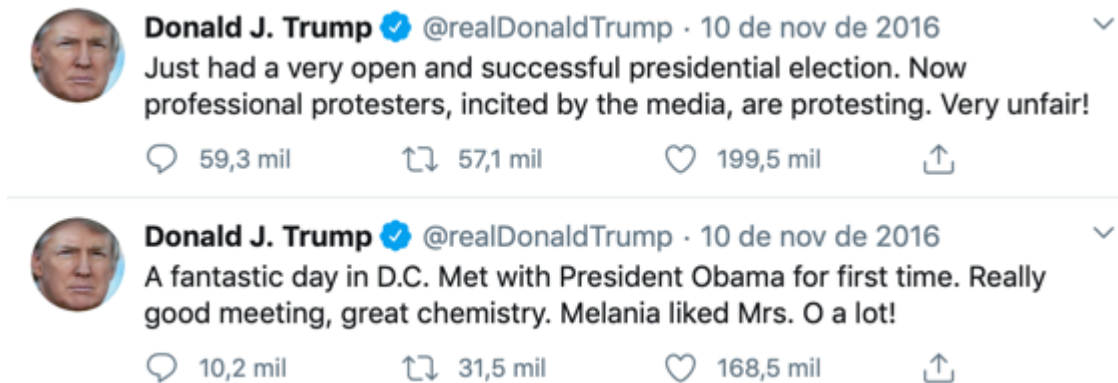 Donald J. Trump @realDonaldTrump · 10 de nov de 2016
Just had a very open and successful presidential election. Now
professional protesters, incited by the media, are protesting. Very unfair!
59,3 mil 57,1 mil 199,5 mil
Donald J. Trump @realDonaldTrump · 10 de nov de 2016
A fantastic day in D.C. Met with President Obama for first time. Really
good meeting, great chemistry. Melania liked Mrs. O a lot!
10,2 mil 31,5 mil 168,5 mil